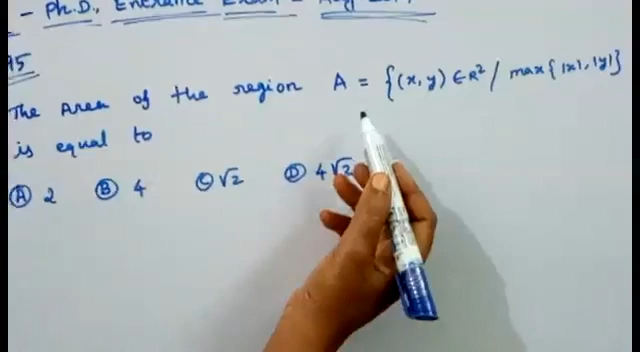 - Ph.D., Entrance Exam -
95
The Area of the region A = {(x, y) ∈ R² / max{|x|, |y|}
is equal to
(A) 2 (B) 4 (C) √2 (D) 4√2